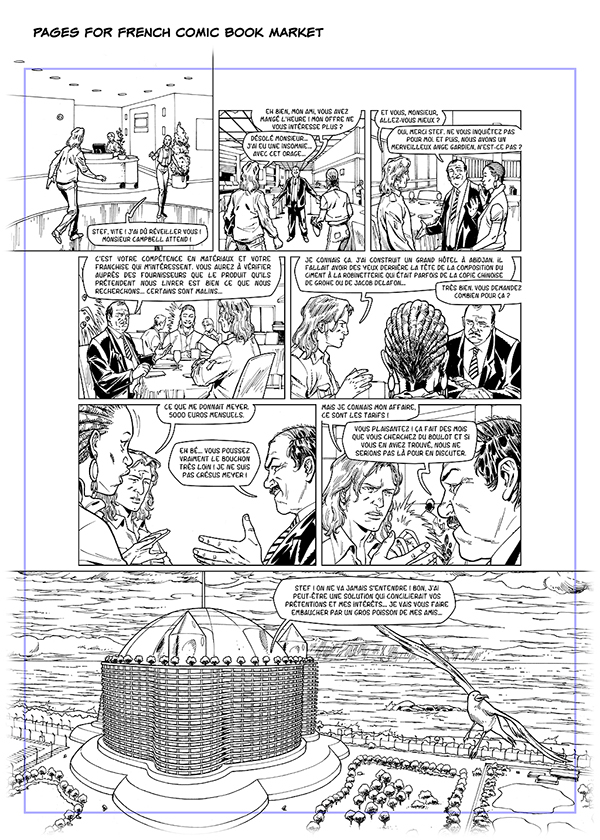 PAGES FOR FRENCH COMIC BOOK MARKET
STEF, VITE ! J'AI DÛ RÉVEILLER VOUS !
MONSIEUR CAMPBELL ATTEND !
EH BIEN, MON AMI, VOUS AVEZ
MANGÉ L'HEURE ! MON OFFRE NE
VOUS INTÉRESSE PLUS ?
DÉSOLÉ MONSIEUR...
J'AI EU UNE INSOMNIE...
AVEC CET ORAGE...
ET VOUS, MONSIEUR,
ALLEZ-VOUS MIEUX ?
OUI, MERCI STEF. NE VOUS INQUIÉTEZ PAS
POUR MOI. ET PUIS, NOUS AVONS UN
MERVEILLEUX ANGE GARDIEN, N'EST-CE PAS ?
C'EST VOTRE COMPÉTENCE EN MATÉRIAUX ET VOTRE
FRANCHISE QUI M'INTÉRESSENT. VOUS AUREZ À VÉRIFIER
AUPRÈS DES FOURNISSEURS QUE LE PRODUIT QU'ILS
PRÉTENDENT NOUS LIVRER EST BIEN CE QUE NOUS
RECHERCHONS... CERTAINS SONT MALINS...
JE CONNAIS ÇA. J'AI CONSTRUIT UN GRAND HÔTEL À ABIDJAN. IL
FALLAIT AVOIR DES YEUX DERRIÈRE LA TÊTE DE LA COMPOSITION DU
CIMENT À LA ROBINETTERIE QUI ÉTAIT PARFOIS DE LA COPIE CHINOISE
DE GROHE OU DE JACOB DELAFON...
TRÈS BIEN. VOUS DEMANDEZ
COMBIEN POUR ÇA ?
CE QUE ME DONNAIT MEYER.
5000 EUROS MENSUELS.
EH BÉ... VOUS POUSSEZ
VRAIMENT LE BOUCHON
TRÈS LOIN ! JE NE SUIS
PAS CRÉSUS MEYER !
MAIS JE CONNAIS MON AFFAIRE,
CE SONT LES TARIFS !
VOUS PLAISANTEZ ! ÇA FAIT DES MOIS
QUE VOUS CHERCHEZ DU BOULOT ET SI
VOUS EN AVIEZ TROUVÉ, NOUS NE
SERIONS PAS LÀ POUR EN DISCUTER.
STEF ! ON NE VA JAMAIS S'ENTENDRE ! BON, J'AI
PEUT-ÊTRE UNE SOLUTION QUI CONCILIERAIT VOS
PRÉTENTIONS ET MES INTÉRÊTS... JE VAIS VOUS FAIRE
EMBAUCHER PAR UN GROS POISSON DE MES AMIS...